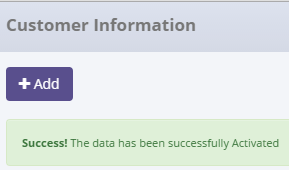 Customer Information
+ Add
Success! The data has been successfully Activated